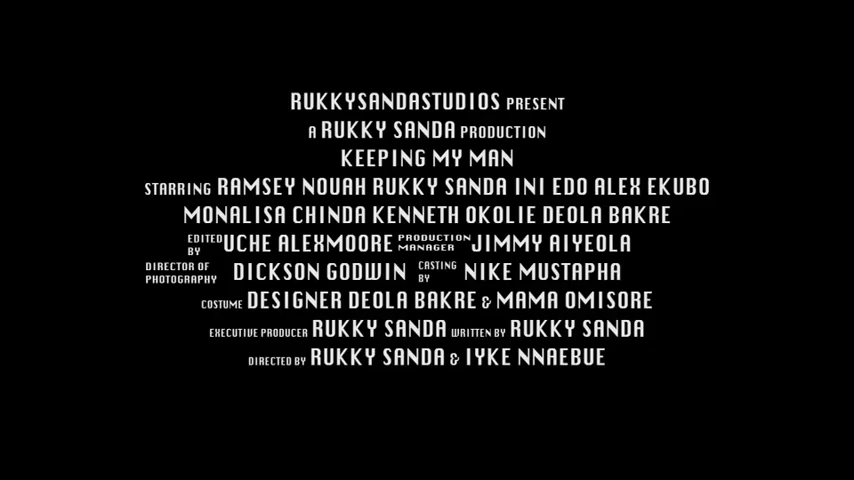 RUKKYSANDASTUDIOS PRESENT
A RUKKY SANDA PRODUCTION
KEEPING MY MAN
STARRING RAMSEY NOUAH RUKKY SANDA INI EDO ALEX EKUBO
MONALISA CHINDA KENNETH OKOLIE DEOLA BAKRE
EDITED BY UCHE ALEXMOORE PRODUCTION MANAGER JIMMY AIYEOLA
DIRECTOR OF PHOTOGRAPHY DICKSON GODWIN CASTING BY NIKE MUSTAPHA
COSTUME DESIGNER DEOLA BAKRE & MAMA OMISORE
EXECUTIVE PRODUCER RUKKY SANDA WRITTEN BY RUKKY SANDA
DIRECTED BY RUKKY SANDA & IYKE NNAEBUE